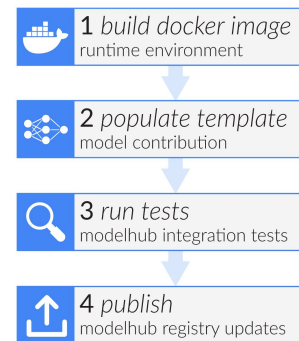 1 build docker image
runtime environment
2 populate template
model contribution
3 run tests
modelhub integration tests
4 publish
modelhub registry updates